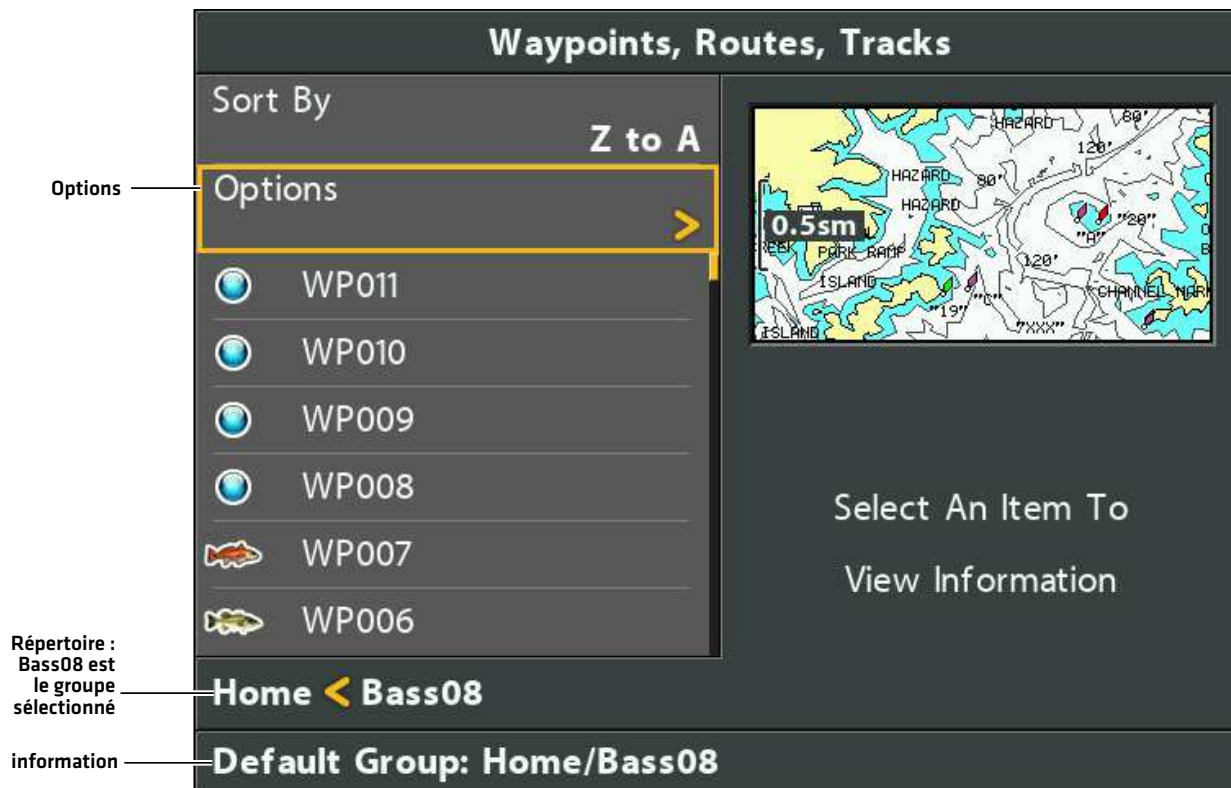 Waypoints, Routes, Tracks
Sort By
Z to A
Options
Options
>
WP011
WP010
WP009
WP008
WP007
WP006
HAZARD
80'
120'
HAZARD
80'
HAZARD
0.5sm
"20"
"A"
PARK RAMP
120'
ISLAND
"C"
CHANNEL MAR
"19"
"XXX"
ISLAND
Select An Item To
View Information
Répertoire :
Bass08 est
le groupe
sélectionné
Home < Bass08
information
Default Group: Home/Bass08